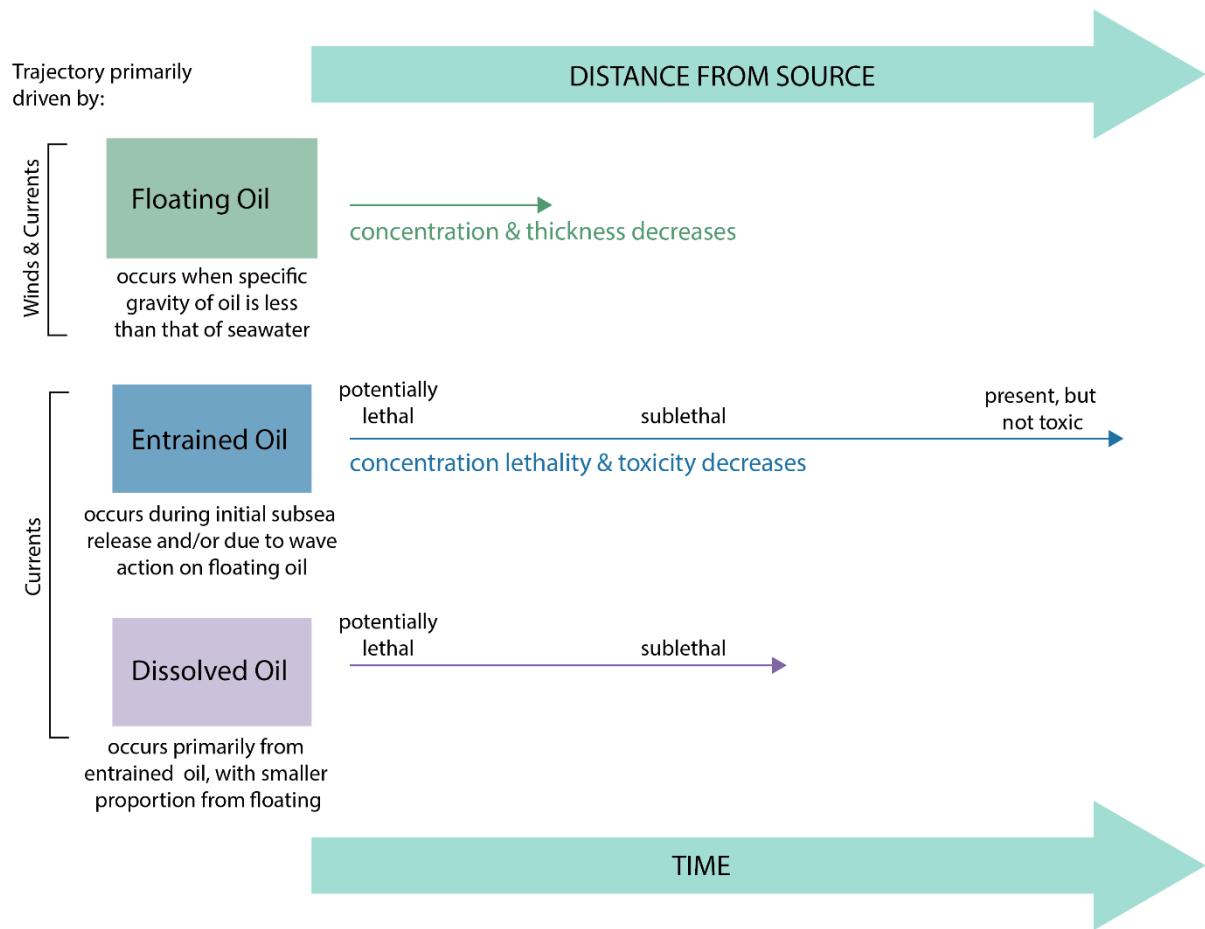 Trajectory primarily
driven by:
DISTANCE FROM SOURCE
Winds & Currents
Floating Oil
concentration & thickness decreases
occurs when specific
gravity of oil is less
than that of seawater
Currents
Entrained Oil
potentially
lethal
sublethal
present, but
not toxic
concentration lethality & toxicity decreases
occurs during initial subsea
release and/or due to wave
action on floating oil
Dissolved Oil
potentially
lethal
sublethal
occurs primarily from
entrained oil, with smaller
proportion from floating
TIME